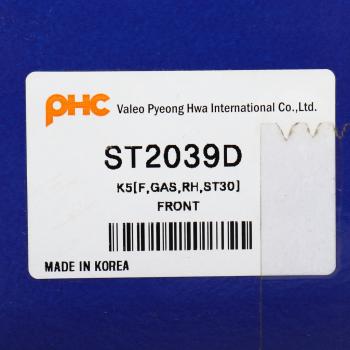 PHC Valeo Pyeong Hwa International Co.,Ltd.
ST2039D
K5[F,GAS,RH,ST30]
FRONT
MADE IN KOREA